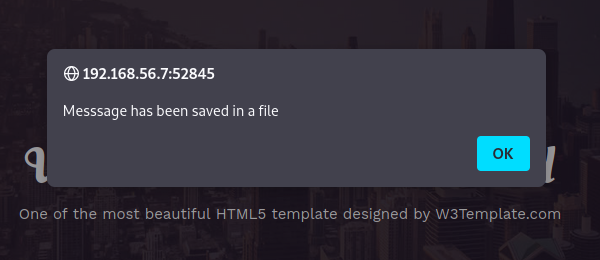 192.168.56.7:52845
Messsage has been saved in a file
OK
One of the most beautiful HTML5 template designed by W3Template.com